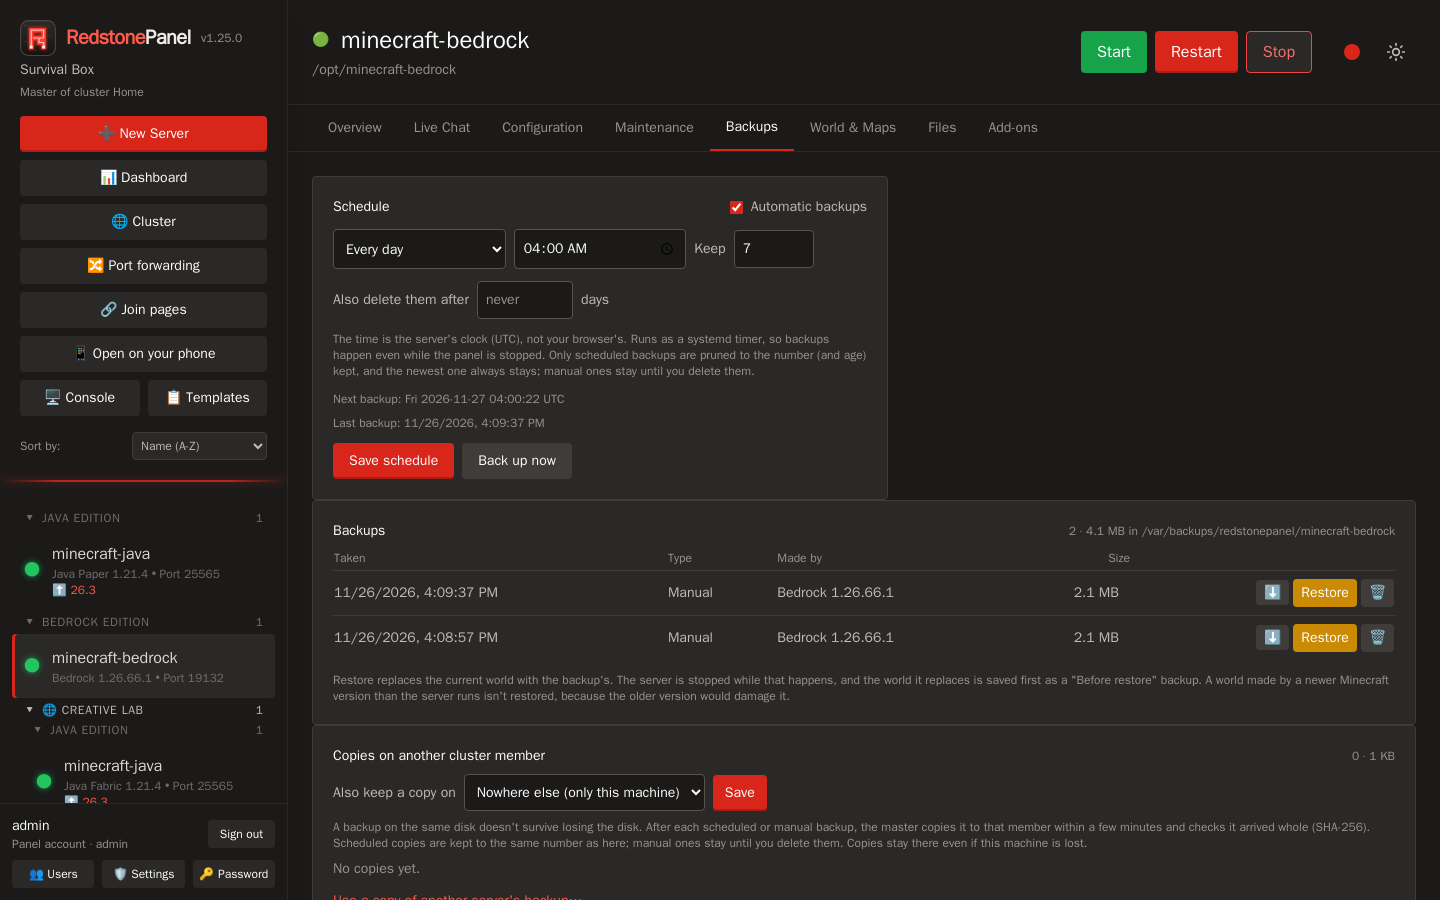 RedstonePanel v1.25.0
Survival Box
Master of cluster Home
➕ New Server
📊 Dashboard
🌐 Cluster
🔀 Port forwarding
🔗 Join pages
📱 Open on your phone
🖥️ Console
📋 Templates
Sort by:
Name (A-Z)
JAVA EDITION 1
minecraft-java
Java Paper 1.21.4 • Port 25565
⬆️ 26.3
BEDROCK EDITION 1
minecraft-bedrock
Bedrock 1.26.66.1 • Port 19132
🌐 CREATIVE LAB 1
JAVA EDITION 1
minecraft-java
Java Fabric 1.21.4 • Port 25565
⬆️ 26.3
admin
Panel account · admin
Sign out
👥 Users
🛡️ Settings
🔑 Password
minecraft-bedrock
/opt/minecraft-bedrock
Start
Restart
Stop
Overview
Live Chat
Configuration
Maintenance
Backups
World & Maps
Files
Add-ons
Schedule
Automatic backups
Every day
04:00 AM
Keep
7
Also delete them after never days
The time is the server's clock (UTC), not your browser's. Runs as a systemd timer, so backups
happen even while the panel is stopped. Only scheduled backups are pruned to the number (and age)
kept, and the newest one always stays; manual ones stay until you delete them.
Next backup: Fri 2026-11-27 04:00:22 UTC
Last backup: 11/26/2026, 4:09:37 PM
Save schedule
Back up now
Backups
2 · 4.1 MB in /var/backups/redstonepanel/minecraft-bedrock
Taken Type Made by Size
11/26/2026, 4:09:37 PM Manual Bedrock 1.26.66.1 2.1 MB ⬇️ Restore 🗑️
11/26/2026, 4:08:57 PM Manual Bedrock 1.26.66.1 2.1 MB ⬇️ Restore 🗑️
Restore replaces the current world with the backup's. The server is stopped while that happens, and the world it replaces is saved first as a "Before restore" backup. A world made by a newer Minecraft
version than the server runs isn't restored, because the older version would damage it.
Copies on another cluster member
0 · 1 KB
Also keep a copy on Nowhere else (only this machine) Save
A backup on the same disk doesn't survive losing the disk. After each scheduled or manual backup, the master copies it to that member within a few minutes and checks it arrived whole (SHA-256).
Scheduled copies are kept to the same number as here; manual ones stay until you delete them. Copies stay there even if this machine is lost.
No copies yet.
Use a copy of another server's backup…